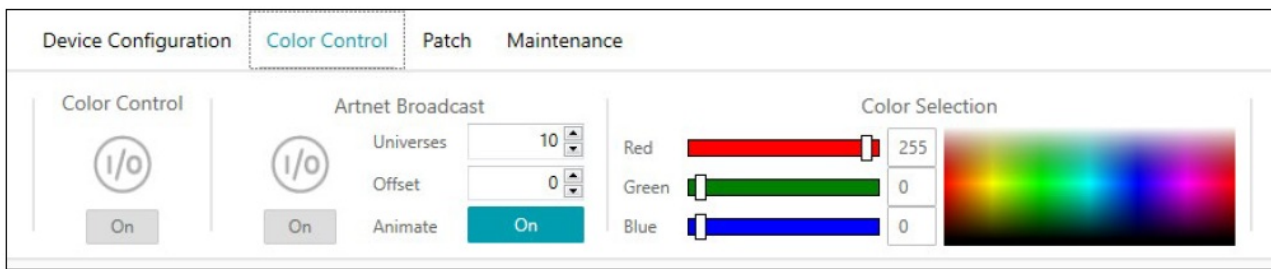 Device Configuration Color Control Patch Maintenance
Color Control Artnet Broadcast Color Selection
I/O I/O Universes 10 Red 255
Offset 0 Green 0
On On Animate On Blue 0